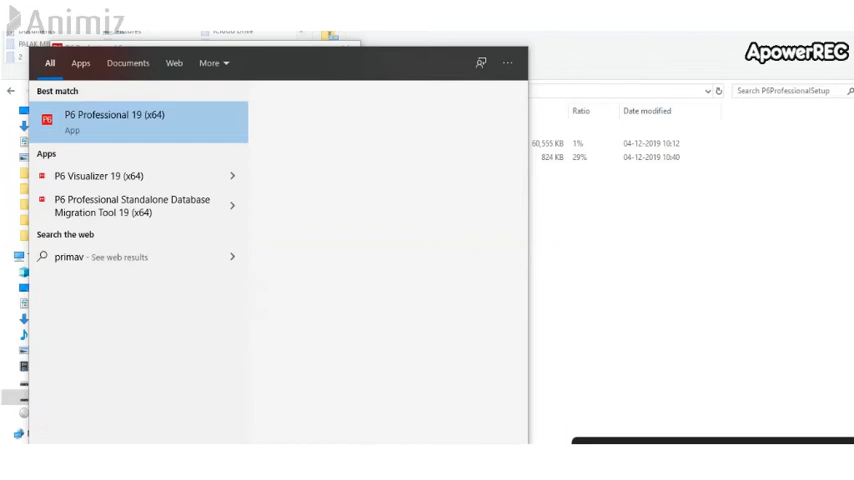 Animiz
ApowerREC
All Apps Documents Web More
Best match
P6 Professional 19 (x64)
App
Apps
P6 Visualizer 19 (x64)
P6 Professional Standalone Database
Migration Tool 19 (x64)
Search the web
primav - See web results
Search P6ProfessionalSetup
Ratio Date modified
60,555 KB 1% 04-12-2019 10:12
824 KB 29% 04-12-2019 10:40